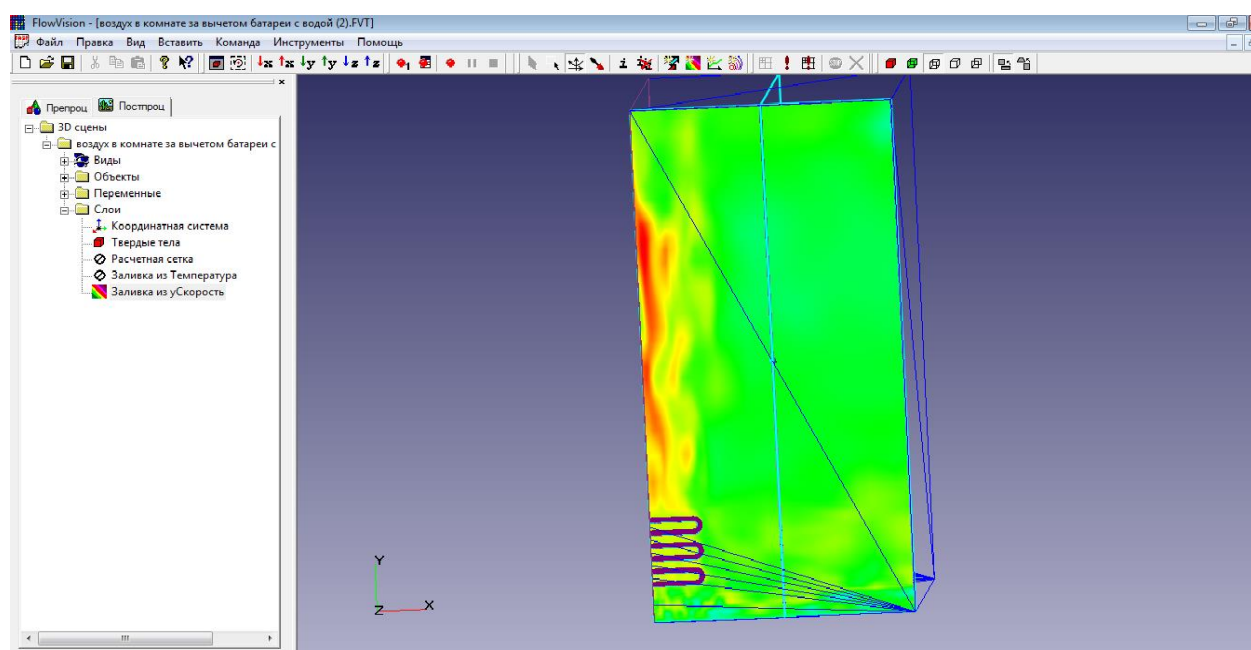 FlowVision - [воздух в комнате за вычетом батареи с водой (2).FVT]
Файл Правка Вид Вставить Команда Инструменты Помощь
x x y y z z
Препроц Постпроц
3D сцены
воздух в комнате за вычетом батареи с
Виды
Объекты
Переменные
Слои
Координатная система
Твердые тела
Расчетная сетка
Заливка из Температура
Заливка из yСкорость
Y
Z X